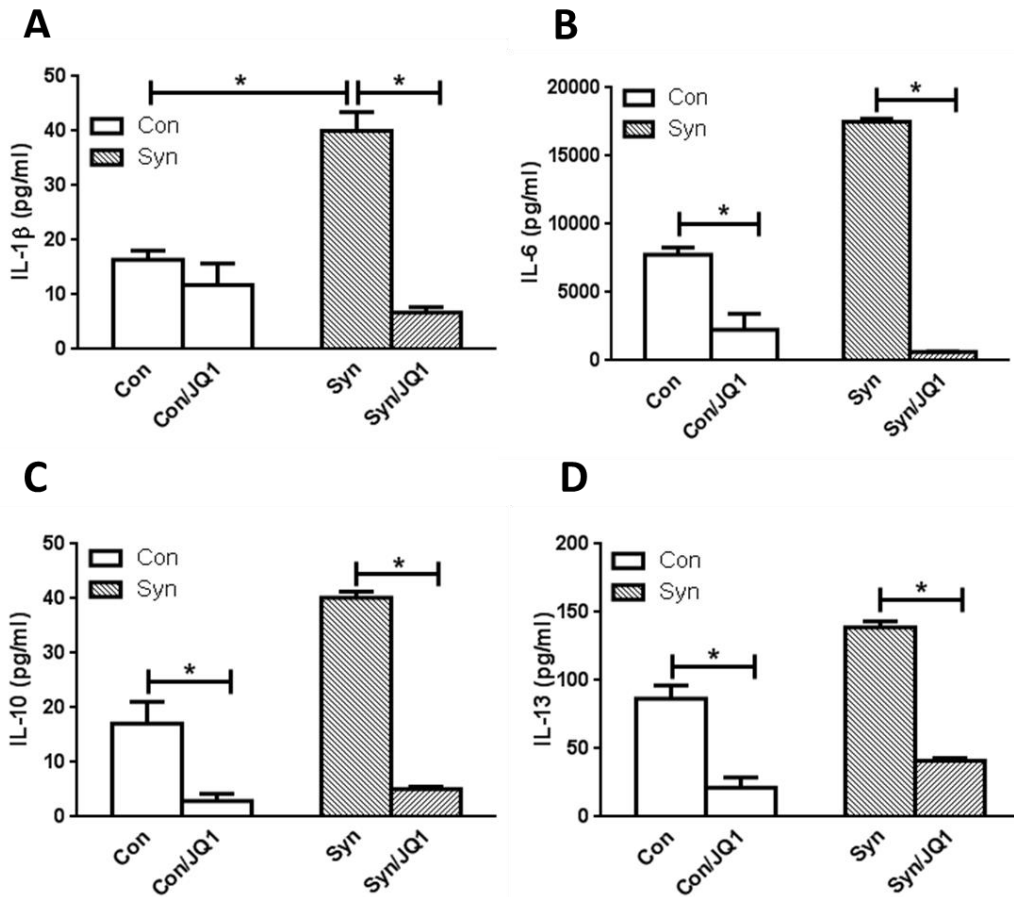 A
IL-1β (pg/ml)
50
40
30
20
10
0
Con
Syn
*
*
Con
Con/JQ1
Syn
Syn/JQ1
B
IL-6 (pg/ml)
20000
15000
10000
5000
0
Con
Syn
*
*
Con
Con/JQ1
Syn
Syn/JQ1
C
IL-10 (pg/ml)
50
40
30
20
10
0
Con
Syn
*
*
Con
Con/JQ1
Syn
Syn/JQ1
D
IL-13 (pg/ml)
200
150
100
50
0
Con
Syn
*
*
Con
Con/JQ1
Syn
Syn/JQ1